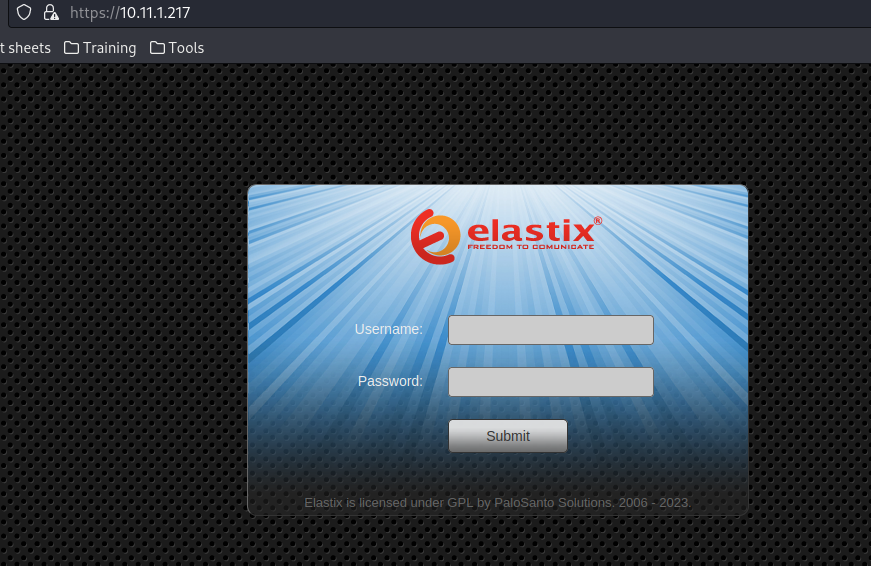 https://10.11.1.217
t sheets Training Tools
elastix®
FREEDOM TO COMUNICATE
Username:
Password:
Submit
Elastix is licensed under GPL by PaloSanto Solutions. 2006 - 2023.